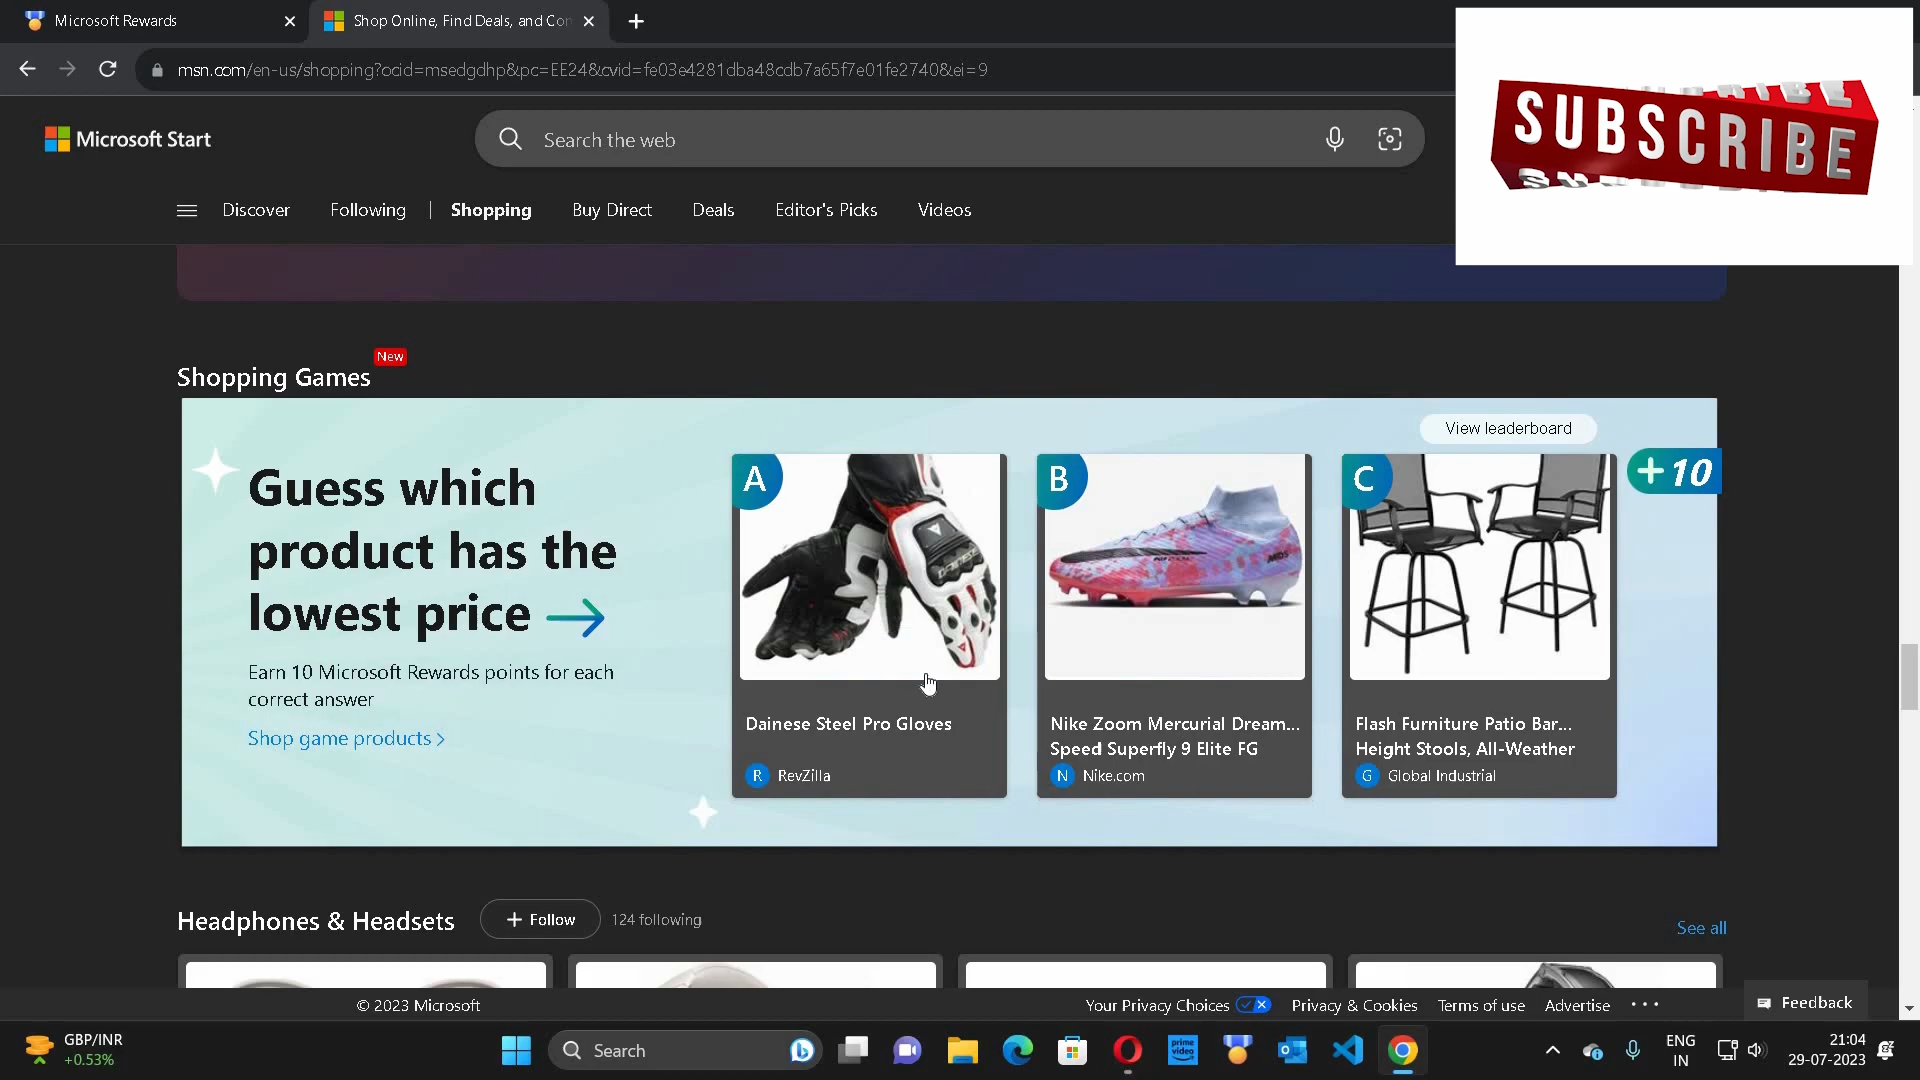 Microsoft Rewards
Shop Online, Find Deals, and Con
msn.com/en-us/shopping?ocid=msedgdhp&pc=EE24&cvid=fe03e4281dba48cdb7a65f7e01fe2740&ei=9
SUBSCRIBE
Microsoft Start
Search the web
Discover
Following
Shopping
Buy Direct
Deals
Editor's Picks
Videos
New
Shopping Games
View leaderboard
+10
Guess which
product has the
lowest price
Earn 10 Microsoft Rewards points for each
correct answer
Shop game products >
A
Dainese Steel Pro Gloves
R RevZilla
B
Nike Zoom Mercurial Dream...
Speed Superfly 9 Elite FG
N Nike.com
C
Flash Furniture Patio Bar...
Height Stools, All-Weather
G Global Industrial
Headphones & Headsets
+ Follow
124 following
See all
© 2023 Microsoft
Your Privacy Choices
Privacy & Cookies
Terms of use
Advertise
...
Feedback
GBP/INR
+0.53%
Search
prime
video
ENG
IN
21:04
29-07-2023